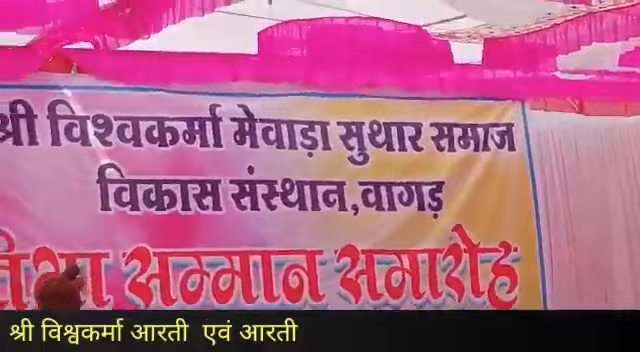 श्री विश्वकर्मा मेवाड़ा सुथार समाज
विकास संस्थान,वागड़
सम्मान समारोह
श्री विश्वकर्मा आरती एवं आरती